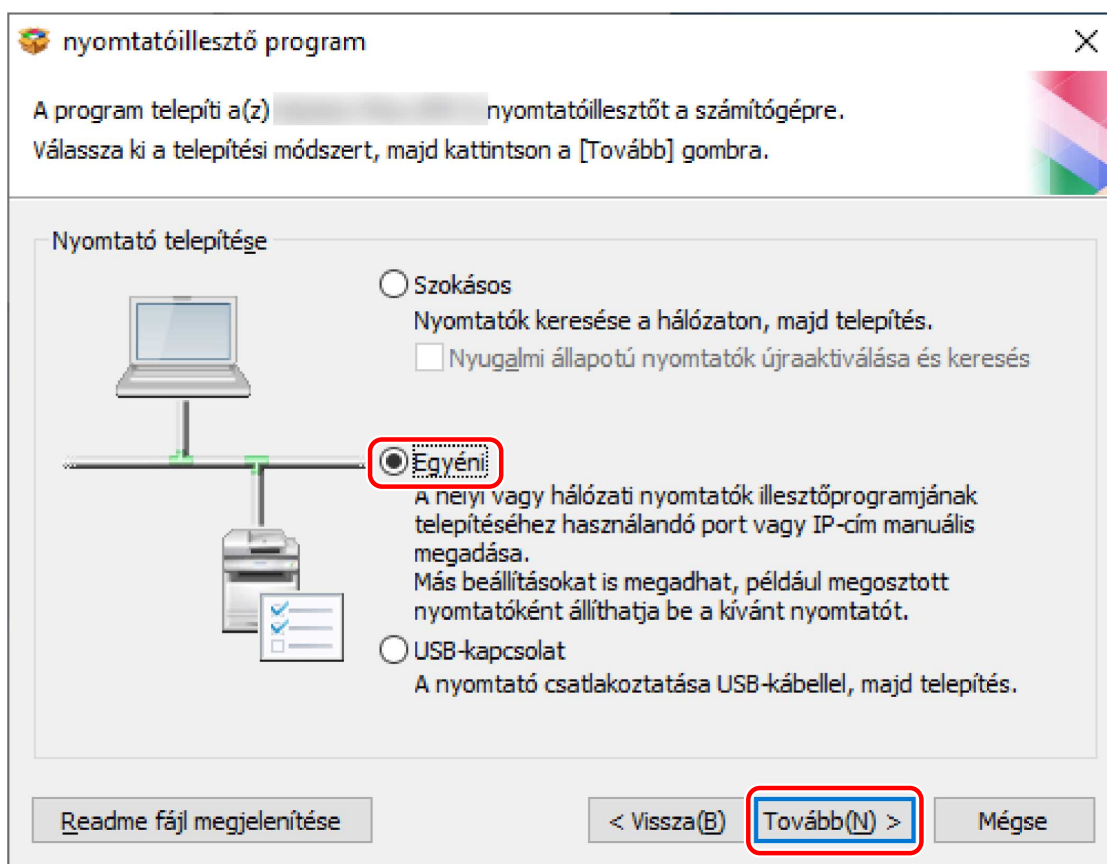 nyomtatóillesztő program
A program telepíti a(z) nyomtatóillesztőt a számítógépre.
Válassza ki a telepítési módszert, majd kattintson a [Tovább] gombra.
Nyomtató telepítése
Szokásos
Nyomtatók keresése a hálózaton, majd telepítés.
Nyugalmi állapotú nyomtatók újraaktiválása és keresés
Egyéni
A helyi vagy hálózati nyomtatók illesztőprogramjának
telepítéséhez használandó port vagy IP-cím manuális
megadása.
Más beállításokat is megadhat, például megosztott
nyomtatóként állíthatja be a kívánt nyomtatót.
USB-kapcsolat
A nyomtató csatlakoztatása USB-kábellel, majd telepítés.
Readme fájl megjelenítése
< Vissza(B)
Tovább(N) >
Mégse